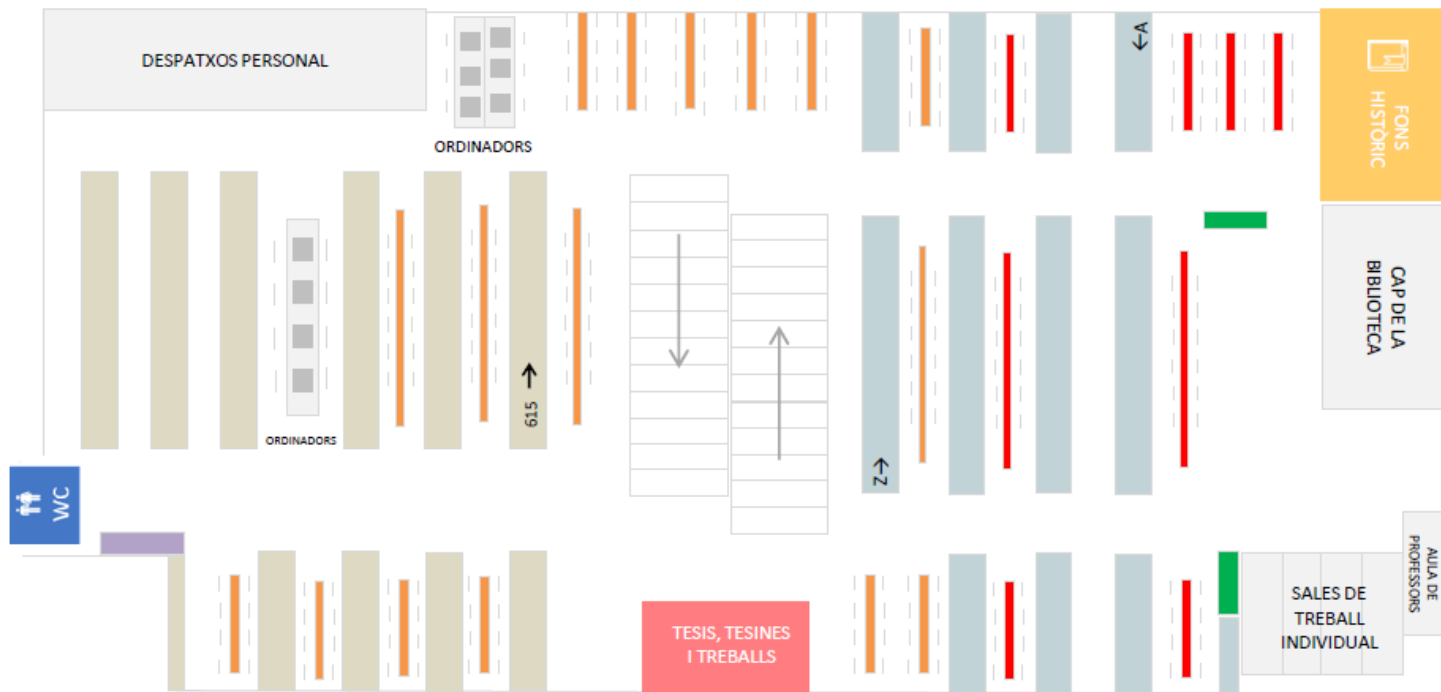 DESPATXOS PERSONAL
ORDINADORS
←A
FONS
HISTÒRIC
CAP DE LA
BIBLIOTECA
ORDINADORS
615 →
Z→
WC
TESIS, TESINES
I TREBALLS
SALES DE
TREBALL
INDIVIDUAL
AULA DE
PROFESSORS